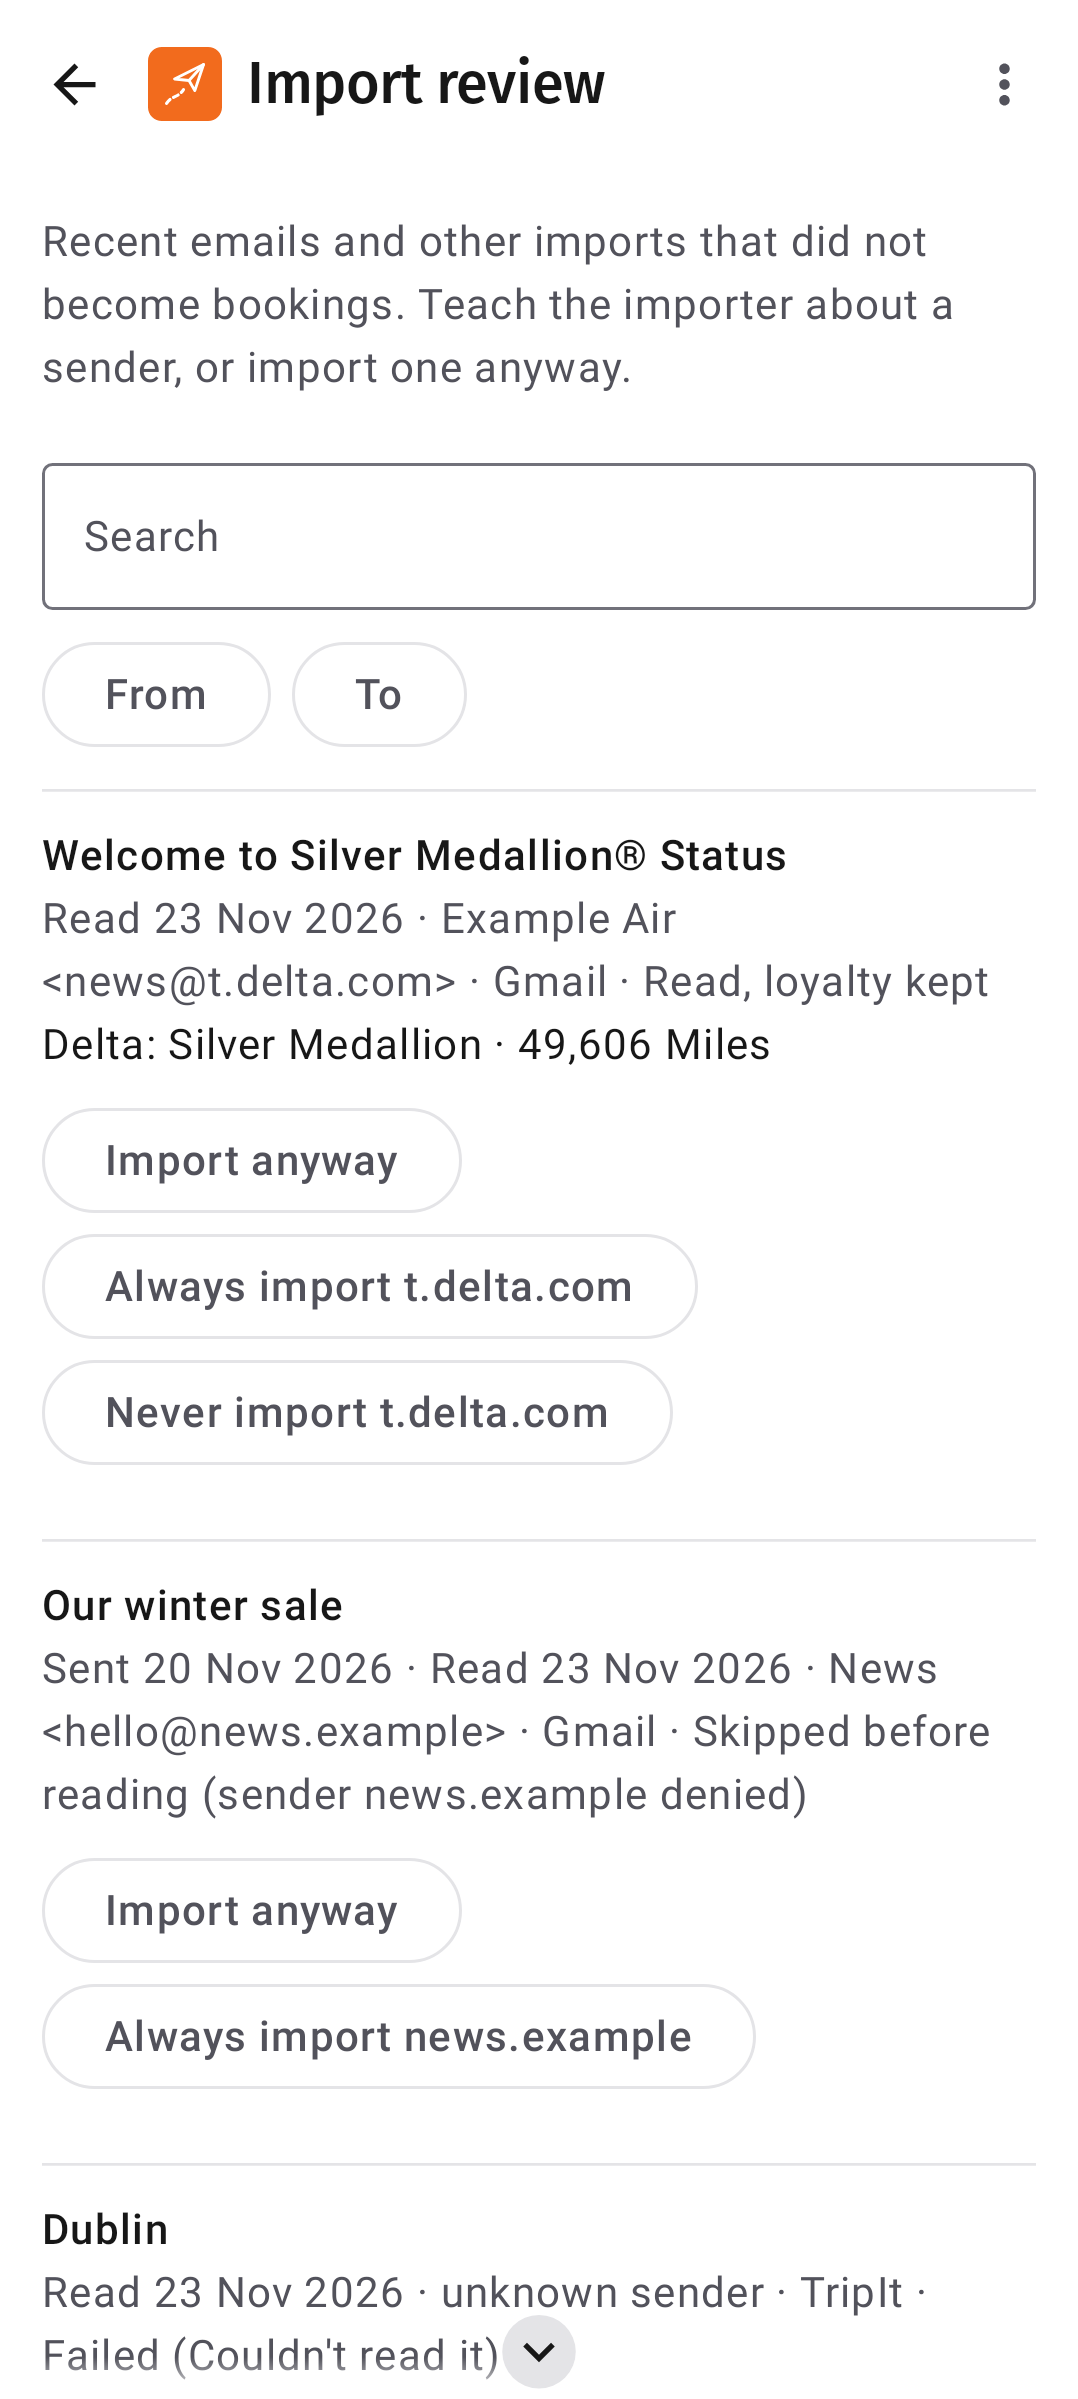 Import review
Recent emails and other imports that did not
become bookings. Teach the importer about a
sender, or import one anyway.
Search
From
To
Welcome to Silver Medallion® Status
Read 23 Nov 2026 · Example Air
<news@t.delta.com> · Gmail · Read, loyalty kept
Delta: Silver Medallion · 49,606 Miles
Import anyway
Always import t.delta.com
Never import t.delta.com
Our winter sale
Sent 20 Nov 2026 · Read 23 Nov 2026 · News
<hello@news.example> · Gmail · Skipped before
reading (sender news.example denied)
Import anyway
Always import news.example
Dublin
Read 23 Nov 2026 · unknown sender · TripIt ·
Failed (Couldn't read it)